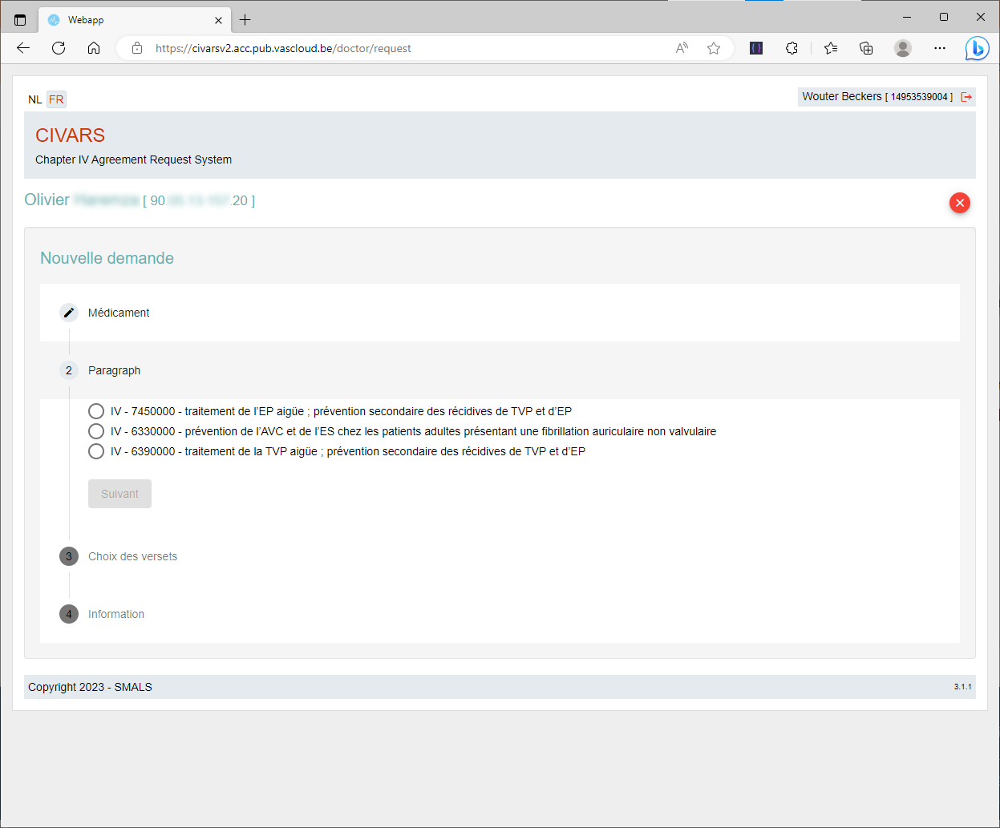 Webapp
https://civarsv2.acc.pub.vascloud.be/doctor/request
NL FR
Wouter Beckers [ 14953539004 ]
CIVARS
Chapter IV Agreement Request System
Olivier [ 90. .20 ]
Nouvelle demande
Médicament
2 Paragraph
IV - 7450000 - traitement de l’EP aigüe ; prévention secondaire des récidives de TVP et d’EP
IV - 6330000 - prévention de l’AVC et de l’ES chez les patients adultes présentant une fibrillation auriculaire non valvulaire
IV - 6390000 - traitement de la TVP aigüe ; prévention secondaire des récidives de TVP et d’EP
Suivant
3 Choix des versets
4 Information
Copyright 2023 - SMALS
3.1.1